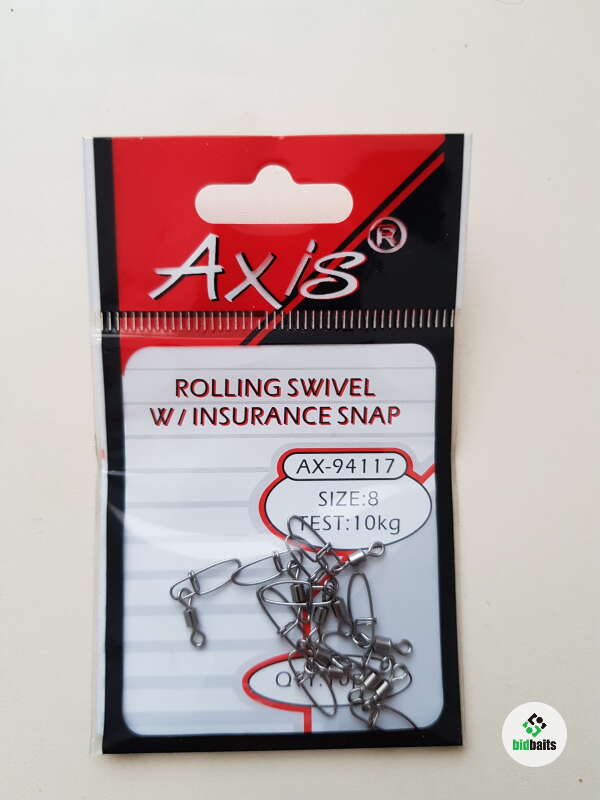 Axis®
ROLLING SWIVEL
W/INSURANCE SNAP
AX-94117
SIZE:8
TEST:10kg
bidbaits